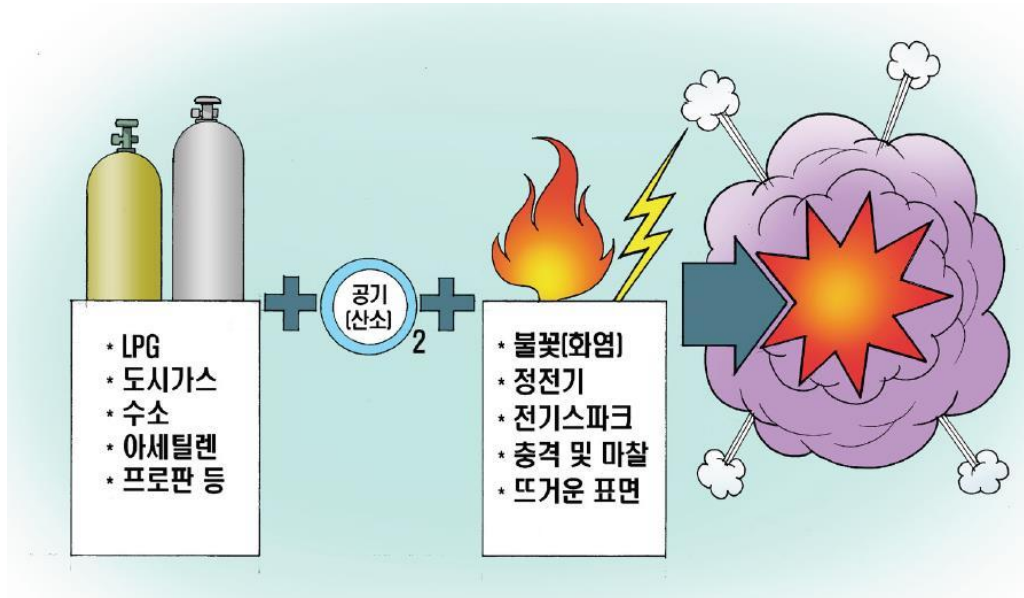 * LPG
* 도시가스
* 수소
* 아세틸렌
* 프로판 등
공기
(산소)
2
* 불꽃(화염)
* 정전기
* 전기스파크
* 충격 및 마찰
* 뜨거운 표면